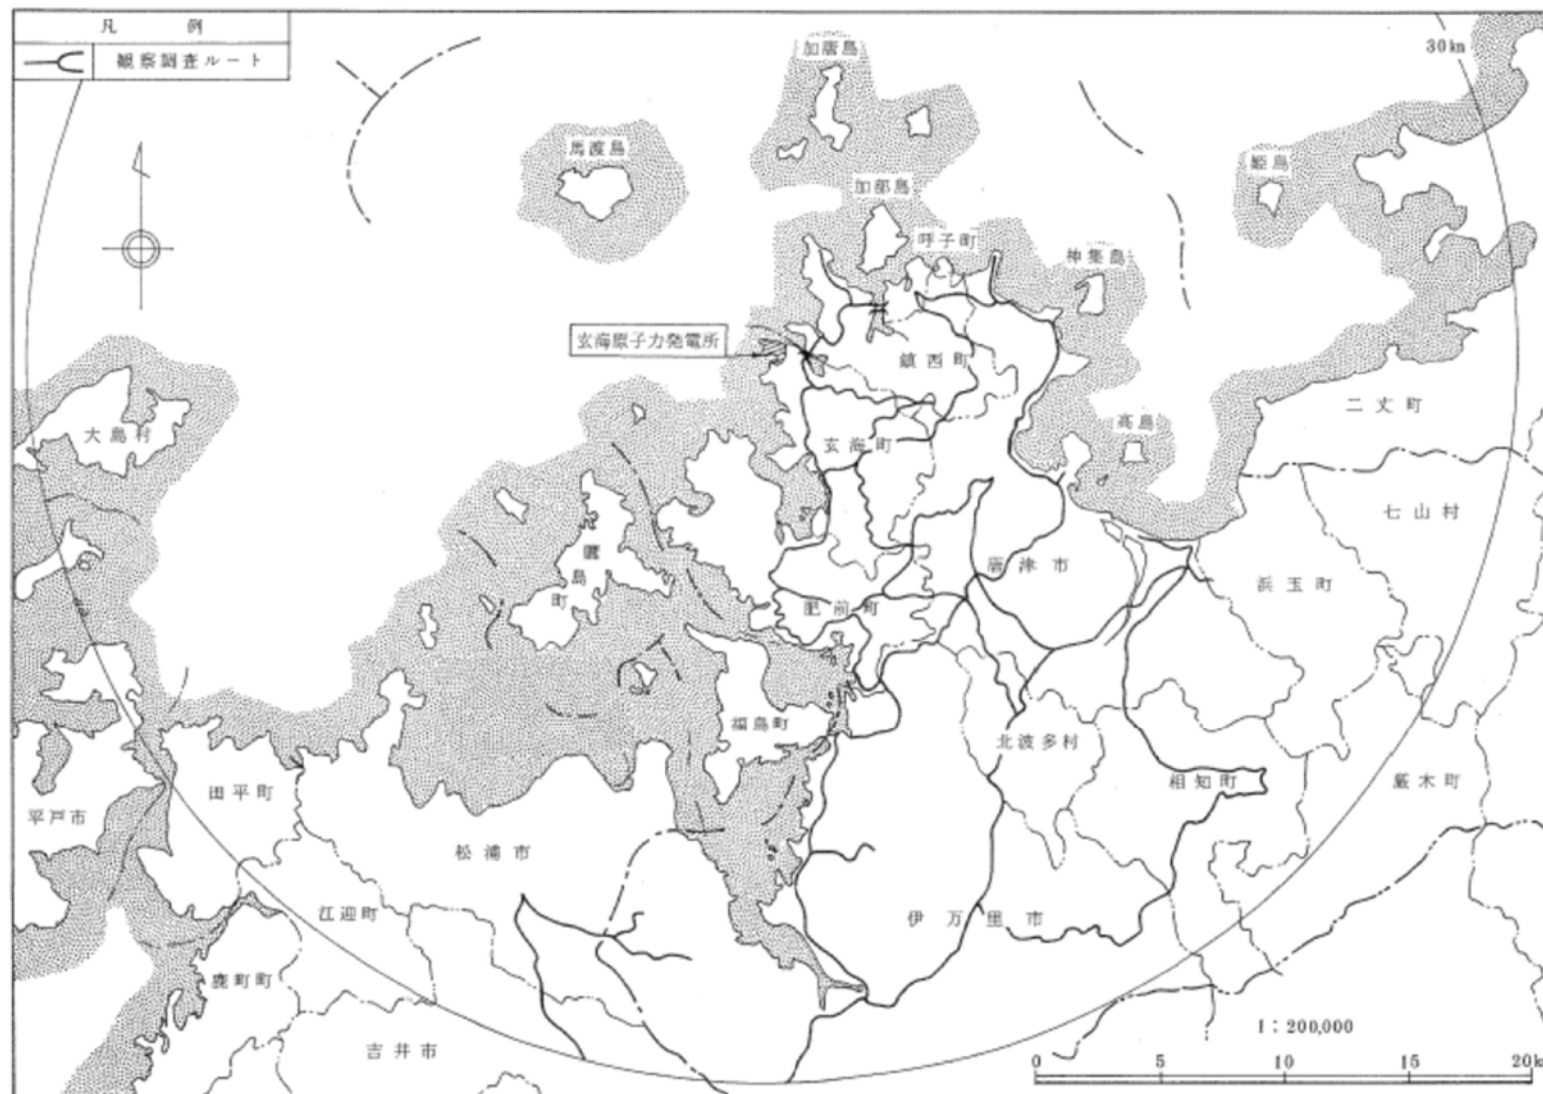 凡例
観察調査ルート
30km
加唐島
馬渡島
姫島
加部島
呼子町
神集島
玄海原子力発電所
鎮西町
二丈町
高島
大島村
玄海町
七山村
鷹島町
唐津市
浜玉町
肥前町
福島町
北波多村
相知町
厳木町
田平町
平戸市
松浦市
江迎町
伊万里市
鹿町町
1：200,000
吉井市
0 5 10 15 20km